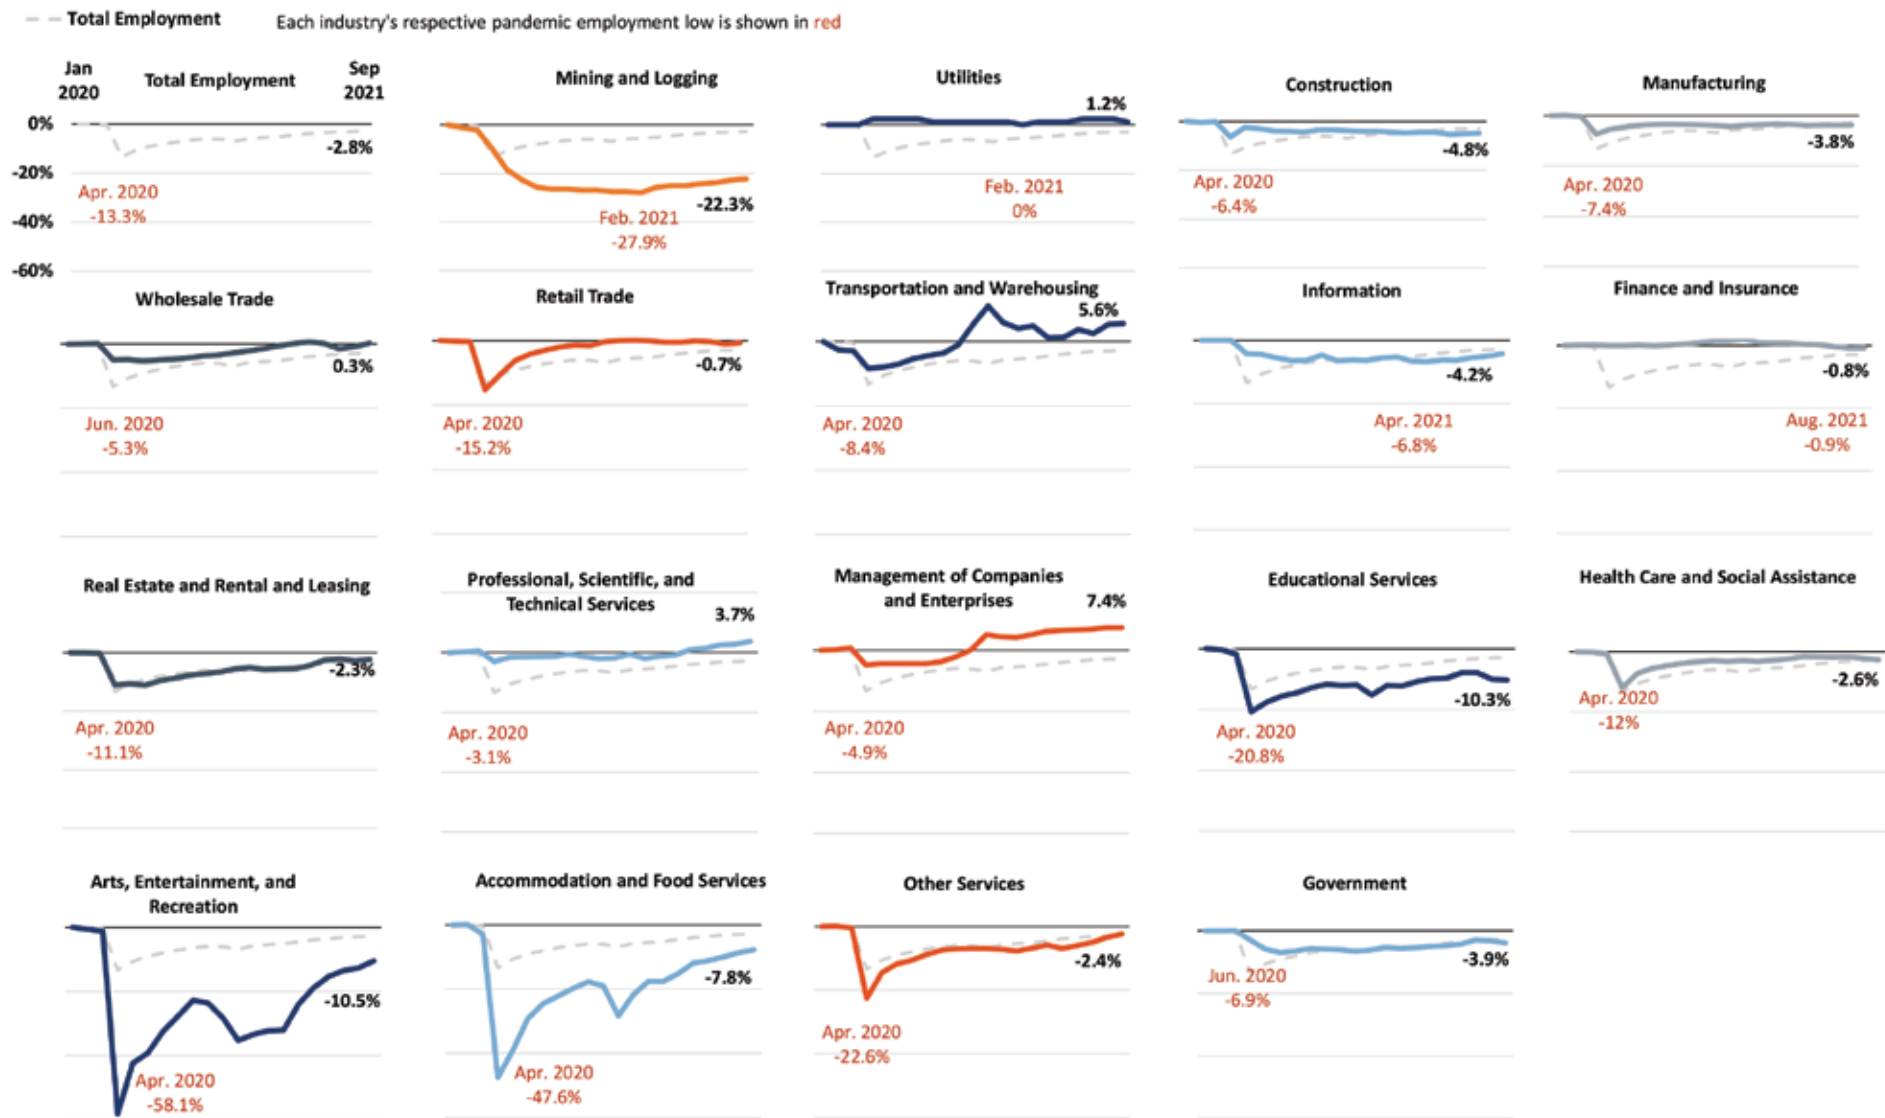 Total Employment
Each industry's respective pandemic employment low is shown in red
Jan
2020
Total Employment
Sep
2021
0%
-20%
-40%
-60%
-2.8%
Apr. 2020
-13.3%
Mining and Logging
-22.3%
Feb. 2021
-27.9%
Utilities
1.2%
Feb. 2021
0%
Construction
-4.8%
Apr. 2020
-6.4%
Manufacturing
-3.8%
Apr. 2020
-7.4%
Wholesale Trade
0.3%
Jun. 2020
-5.3%
Retail Trade
-0.7%
Apr. 2020
-15.2%
Transportation and Warehousing
5.6%
Apr. 2020
-8.4%
Information
-4.2%
Apr. 2021
-6.8%
Finance and Insurance
-0.8%
Aug. 2021
-0.9%
Real Estate and Rental and Leasing
-2.3%
Apr. 2020
-11.1%
Professional, Scientific, and
Technical Services
3.7%
Apr. 2020
-3.1%
Management of Companies
and Enterprises
7.4%
Apr. 2020
-4.9%
Educational Services
-10.3%
Apr. 2020
-20.8%
Health Care and Social Assistance
-2.6%
Apr. 2020
-12%
Arts, Entertainment, and
Recreation
-10.5%
Apr. 2020
-58.1%
Accommodation and Food Services
-7.8%
Apr. 2020
-47.6%
Other Services
-2.4%
Apr. 2020
-22.6%
Government
-3.9%
Jun. 2020
-6.9%